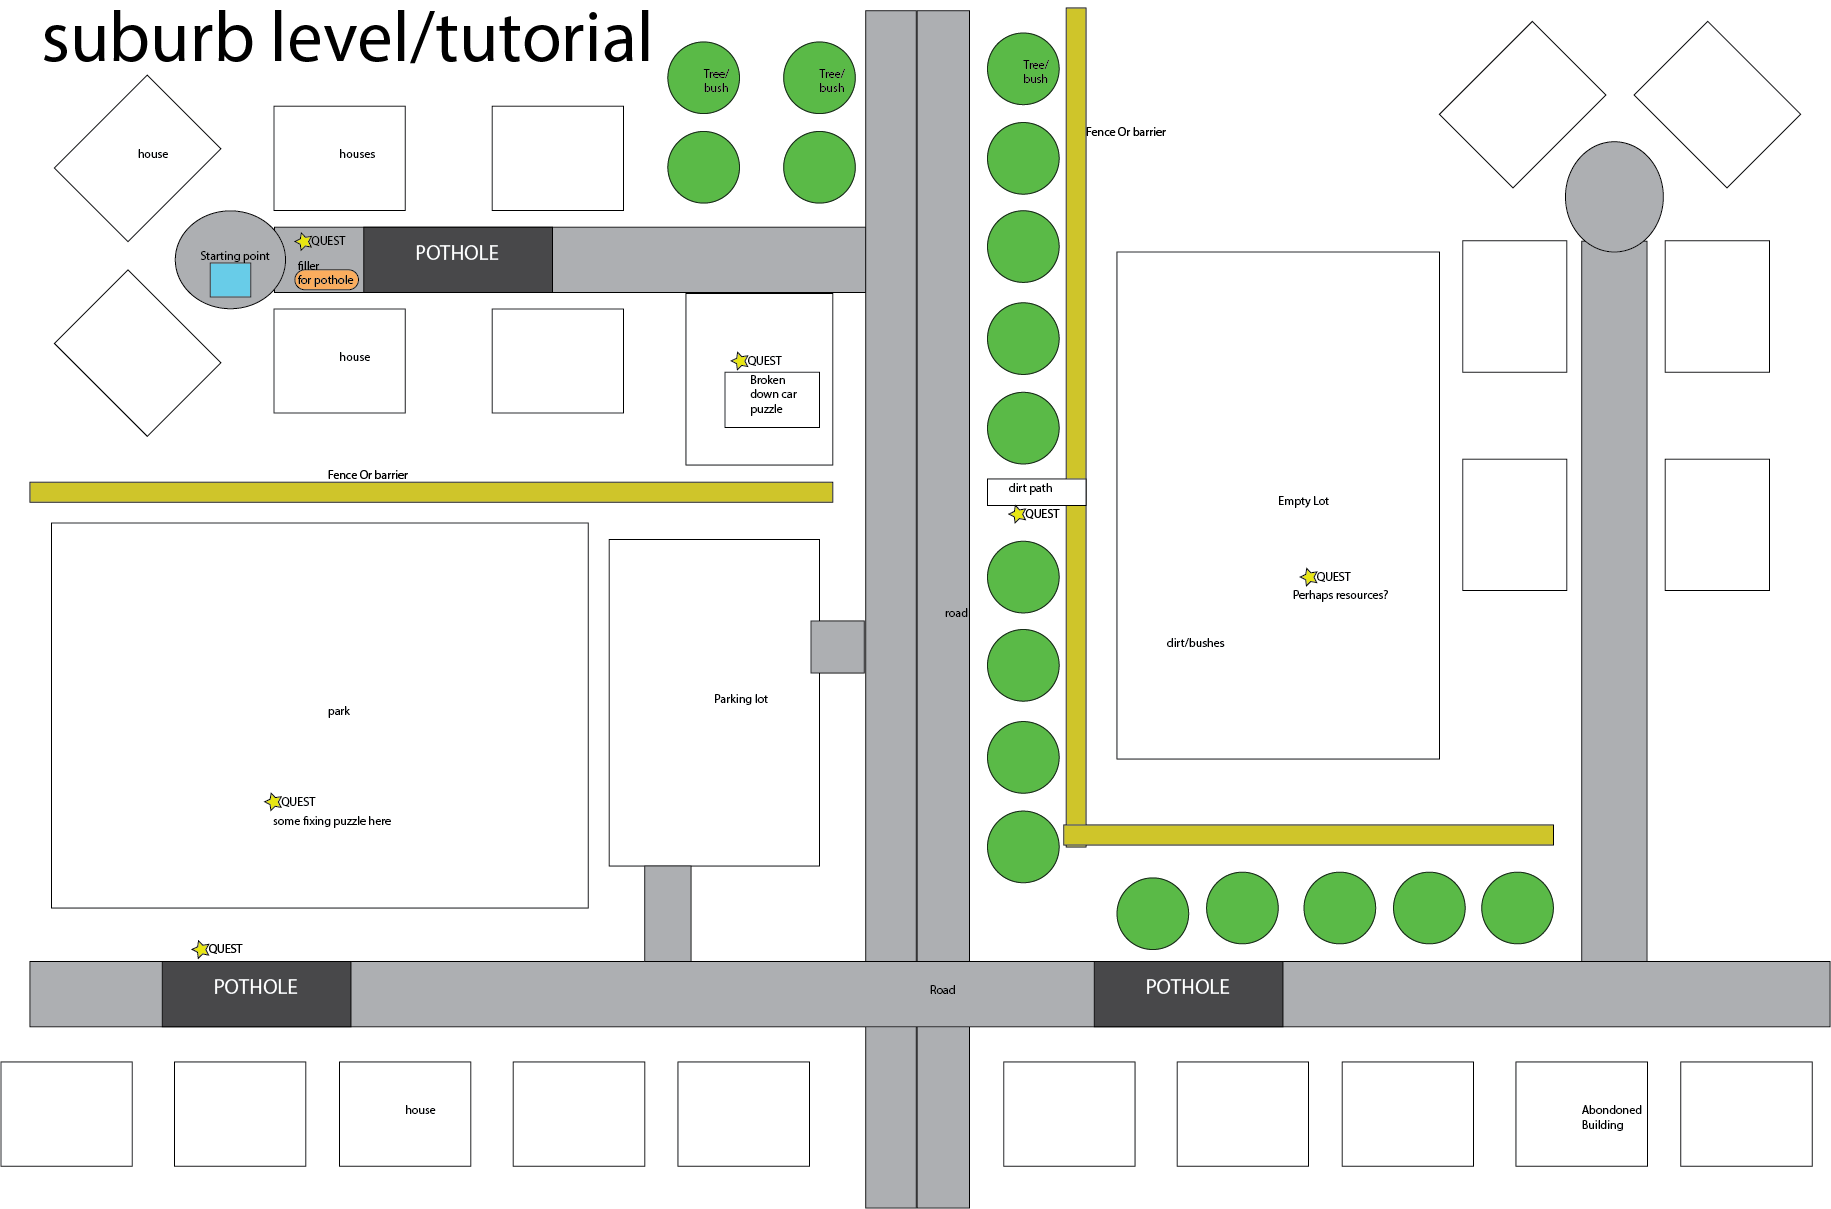 suburb level/tutorial
Tree/
bush
Tree/
bush
Tree/
bush
Fence Or barrier
house
houses
QUEST
POTHOLE
Starting point
filler
for pothole
house
QUEST
Broken
down car
puzzle
Fence Or barrier
dirt path
QUEST
Empty Lot
QUEST
Perhaps resources?
road
dirt/bushes
Parking lot
park
QUEST
some fixing puzzle here
QUEST
POTHOLE
Road
POTHOLE
house
Abondoned
Building